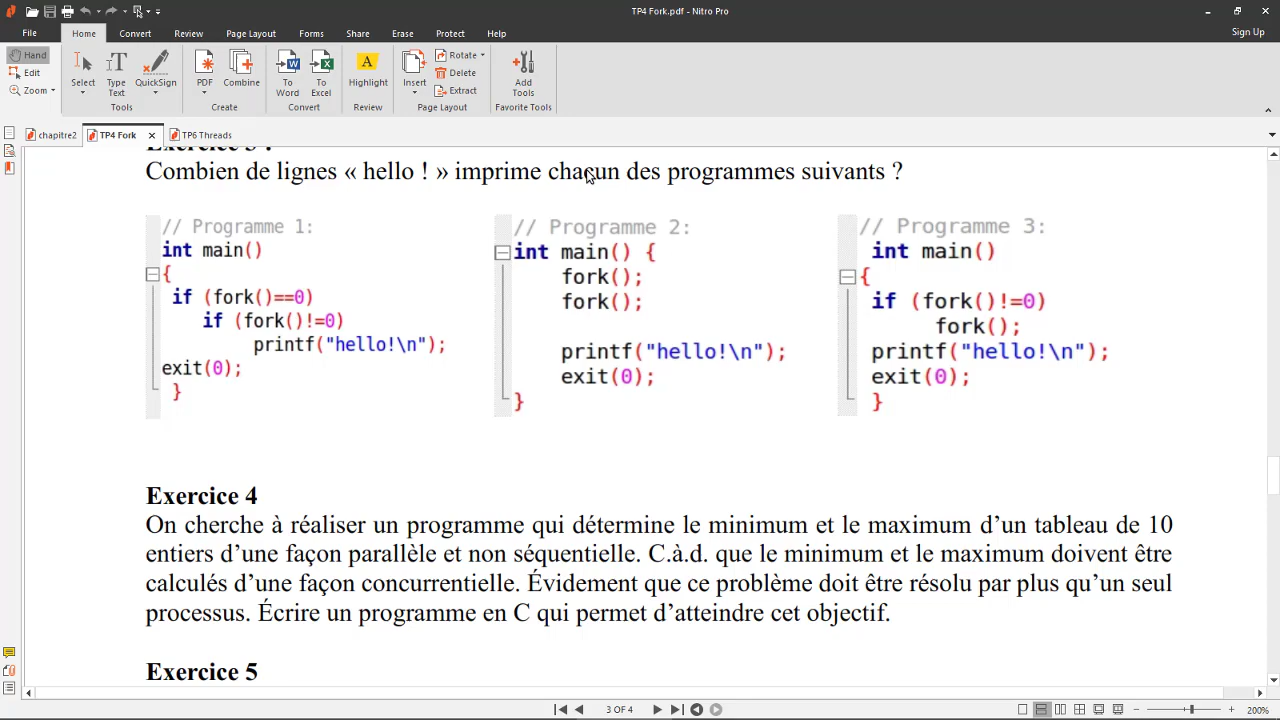 TP4 Fork.pdf - Nitro Pro
File Home Convert Review Page Layout Forms Share Erase Protect Help Sign Up
Hand Edit Zoom
Select Type Text QuickSign
Tools
PDF Combine
Create
To Word To Excel
Convert
Highlight
Review
Insert Rotate Delete Extract
Page Layout
Add Tools
Favorite Tools
chapitre2 TP4 Fork TP6 Threads
Exercice 3 :
Combien de lignes « hello ! » imprime chacun des programmes suivants ?
// Programme 1:
int main()
{
if (fork()==0)
if (fork()!=0)
printf("hello!\n");
exit(0);
}
// Programme 2:
int main() {
fork();
fork();
printf("hello!\n");
exit(0);
}
// Programme 3:
int main()
{
if (fork()!=0)
fork();
printf("hello!\n");
exit(0);
}
Exercice 4
On cherche à réaliser un programme qui détermine le minimum et le maximum d’un tableau de 10
entiers d’une façon parallèle et non séquentielle. C.à.d. que le minimum et le maximum doivent être
calculés d’une façon concurrentielle. Évidement que ce problème doit être résolu par plus qu’un seul
processus. Écrire un programme en C qui permet d’atteindre cet objectif.
Exercice 5
3 OF 4
200%